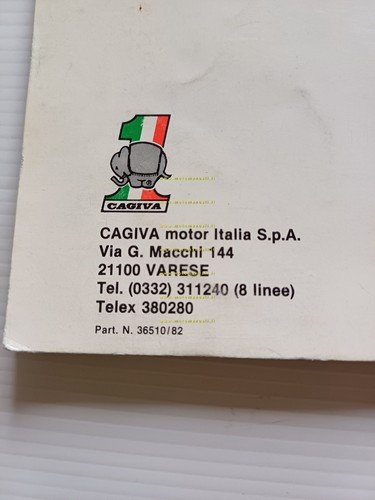 1
CAGIVA
CAGIVA motor Italia S.p.A.
Via G. Macchi 144
21100 VARESE
Tel. (0332) 311240 (8 linee)
Telex 380280
Part. N. 36510/82